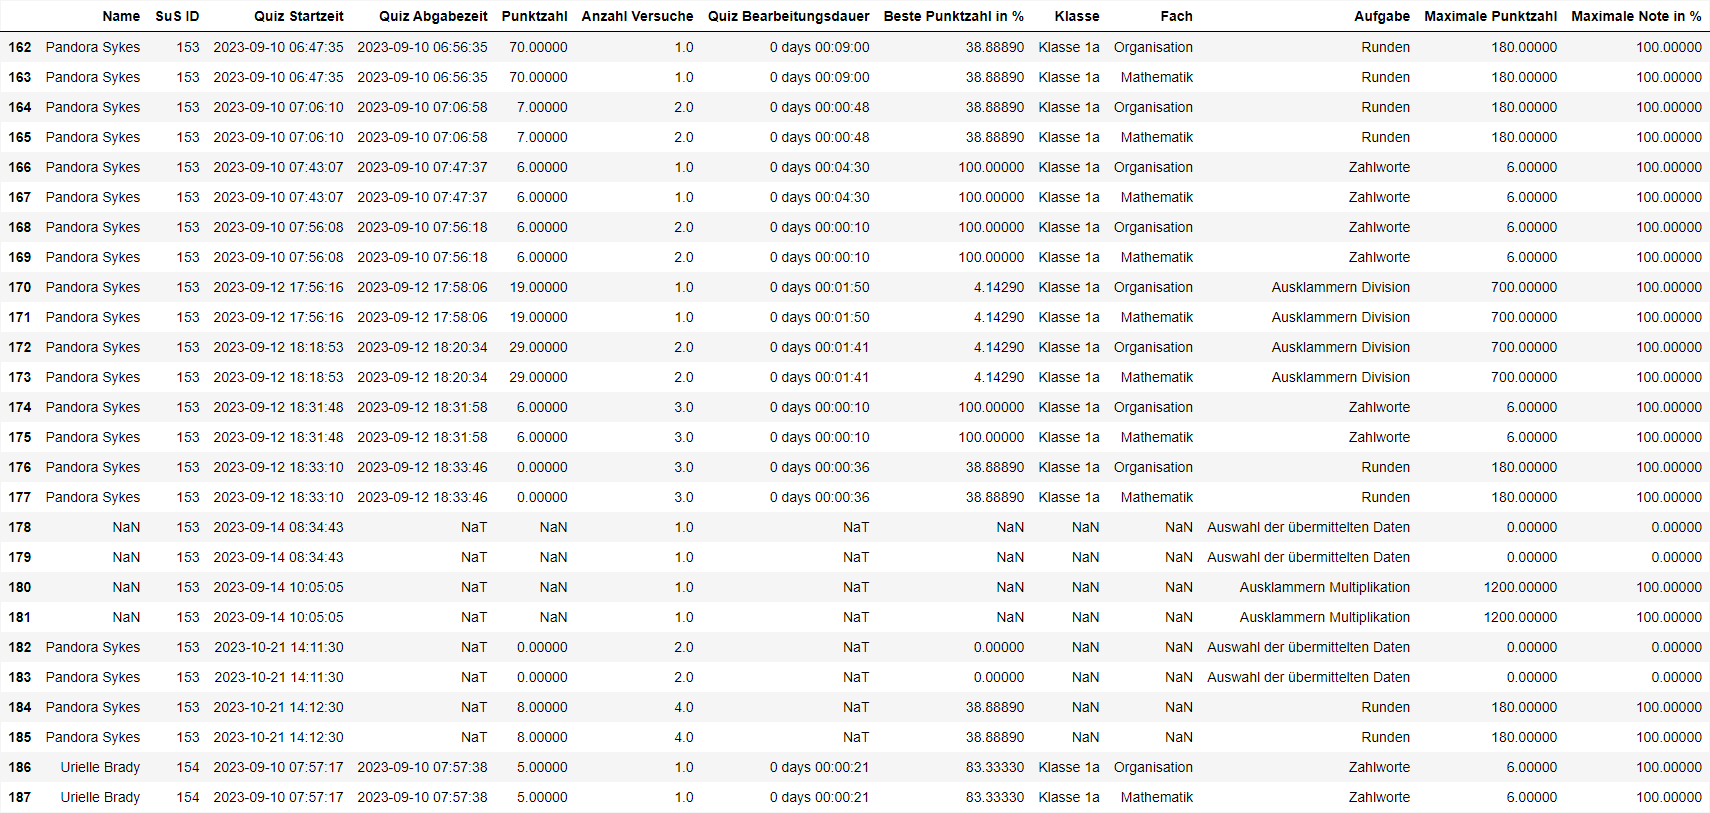 Name SuS ID Quiz Startzeit Quiz Abgabezeit Punktzahl Anzahl Versuche Quiz Bearbeitungsdauer Beste Punktzahl in % Klasse Fach Aufgabe Maximale Punktzahl Maximale Note in %
162 Pandora Sykes 153 2023-09-10 06:47:35 2023-09-10 06:56:35 70.00000 1.0 0 days 00:09:00 38.88890 Klasse 1a Organisation Runden 180.00000 100.00000
163 Pandora Sykes 153 2023-09-10 06:47:35 2023-09-10 06:56:35 70.00000 1.0 0 days 00:09:00 38.88890 Klasse 1a Mathematik Runden 180.00000 100.00000
164 Pandora Sykes 153 2023-09-10 07:06:10 2023-09-10 07:06:58 7.00000 2.0 0 days 00:00:48 38.88890 Klasse 1a Organisation Runden 180.00000 100.00000
165 Pandora Sykes 153 2023-09-10 07:06:10 2023-09-10 07:06:58 7.00000 2.0 0 days 00:00:48 38.88890 Klasse 1a Mathematik Runden 180.00000 100.00000
166 Pandora Sykes 153 2023-09-10 07:43:07 2023-09-10 07:47:37 6.00000 1.0 0 days 00:04:30 100.00000 Klasse 1a Organisation Zahlworte 6.00000 100.00000
167 Pandora Sykes 153 2023-09-10 07:43:07 2023-09-10 07:47:37 6.00000 1.0 0 days 00:04:30 100.00000 Klasse 1a Mathematik Zahlworte 6.00000 100.00000
168 Pandora Sykes 153 2023-09-10 07:56:08 2023-09-10 07:56:18 6.00000 2.0 0 days 00:00:10 100.00000 Klasse 1a Organisation Zahlworte 6.00000 100.00000
169 Pandora Sykes 153 2023-09-10 07:56:08 2023-09-10 07:56:18 6.00000 2.0 0 days 00:00:10 100.00000 Klasse 1a Mathematik Zahlworte 6.00000 100.00000
170 Pandora Sykes 153 2023-09-12 17:56:16 2023-09-12 17:58:06 19.00000 1.0 0 days 00:01:50 4.14290 Klasse 1a Organisation Ausklammern Division 700.00000 100.00000
171 Pandora Sykes 153 2023-09-12 17:56:16 2023-09-12 17:58:06 19.00000 1.0 0 days 00:01:50 4.14290 Klasse 1a Mathematik Ausklammern Division 700.00000 100.00000
172 Pandora Sykes 153 2023-09-12 18:18:53 2023-09-12 18:20:34 29.00000 2.0 0 days 00:01:41 4.14290 Klasse 1a Organisation Ausklammern Division 700.00000 100.00000
173 Pandora Sykes 153 2023-09-12 18:18:53 2023-09-12 18:20:34 29.00000 2.0 0 days 00:01:41 4.14290 Klasse 1a Mathematik Ausklammern Division 700.00000 100.00000
174 Pandora Sykes 153 2023-09-12 18:31:48 2023-09-12 18:31:58 6.00000 3.0 0 days 00:00:10 100.00000 Klasse 1a Organisation Zahlworte 6.00000 100.00000
175 Pandora Sykes 153 2023-09-12 18:31:48 2023-09-12 18:31:58 6.00000 3.0 0 days 00:00:10 100.00000 Klasse 1a Mathematik Zahlworte 6.00000 100.00000
176 Pandora Sykes 153 2023-09-12 18:33:10 2023-09-12 18:33:46 0.00000 3.0 0 days 00:00:36 38.88890 Klasse 1a Organisation Runden 180.00000 100.00000
177 Pandora Sykes 153 2023-09-12 18:33:10 2023-09-12 18:33:46 0.00000 3.0 0 days 00:00:36 38.88890 Klasse 1a Mathematik Runden 180.00000 100.00000
178 NaN 153 2023-09-14 08:34:43 NaT NaN 1.0 NaT NaN NaN NaN Auswahl der übermittelten Daten 0.00000 0.00000
179 NaN 153 2023-09-14 08:34:43 NaT NaN 1.0 NaT NaN NaN NaN Auswahl der übermittelten Daten 0.00000 0.00000
180 NaN 153 2023-09-14 10:05:05 NaT NaN 1.0 NaT NaN NaN NaN Ausklammern Multiplikation 1200.00000 100.00000
181 NaN 153 2023-09-14 10:05:05 NaT NaN 1.0 NaT NaN NaN NaN Ausklammern Multiplikation 1200.00000 100.00000
182 Pandora Sykes 153 2023-10-21 14:11:30 NaT 0.00000 2.0 NaT 0.00000 NaN NaN Auswahl der übermittelten Daten 0.00000 0.00000
183 Pandora Sykes 153 2023-10-21 14:11:30 NaT 0.00000 2.0 NaT 0.00000 NaN NaN Auswahl der übermittelten Daten 0.00000 0.00000
184 Pandora Sykes 153 2023-10-21 14:12:30 NaT 8.00000 4.0 NaT 38.88890 NaN NaN Runden 180.00000 100.00000
185 Pandora Sykes 153 2023-10-21 14:12:30 NaT 8.00000 4.0 NaT 38.88890 NaN NaN Runden 180.00000 100.00000
186 Urielle Brady 154 2023-09-10 07:57:17 2023-09-10 07:57:38 5.00000 1.0 0 days 00:00:21 83.33330 Klasse 1a Organisation Zahlworte 6.00000 100.00000
187 Urielle Brady 154 2023-09-10 07:57:17 2023-09-10 07:57:38 5.00000 1.0 0 days 00:00:21 83.33330 Klasse 1a Mathematik Zahlworte 6.00000 100.00000